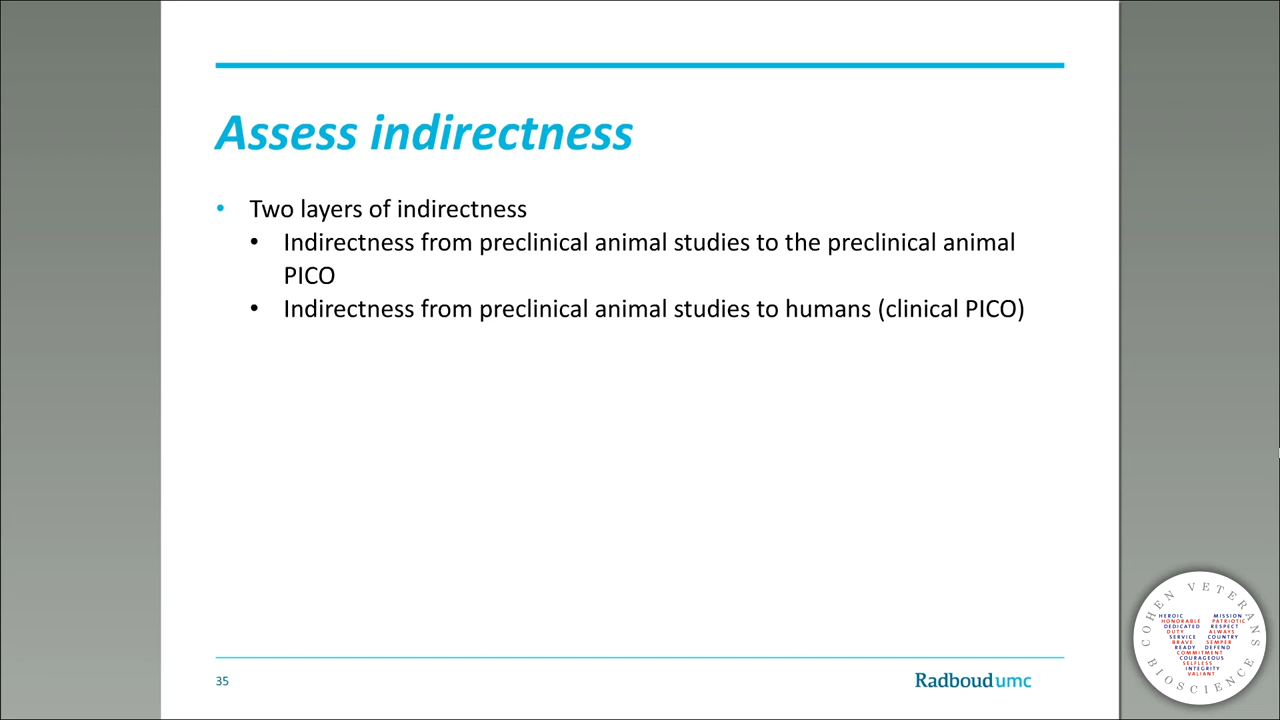 Assess indirectness
• Two layers of indirectness
• Indirectness from preclinical animal studies to the preclinical animal
PICO
• Indirectness from preclinical animal studies to humans (clinical PICO)
35
Radboudumc
COHEN VETERANS
BIOSCIENCE
HEROIC MISSION
HONORABLE PATRIOTIC
DEDICATED RESPECT
DUTY ALWAYS
SERVICE COUNTRY
BRAVE SEMPER
READY DEFEND
COMMITMENT
COURAGEOUS
SELFLESS
INTEGRITY
VALIANT